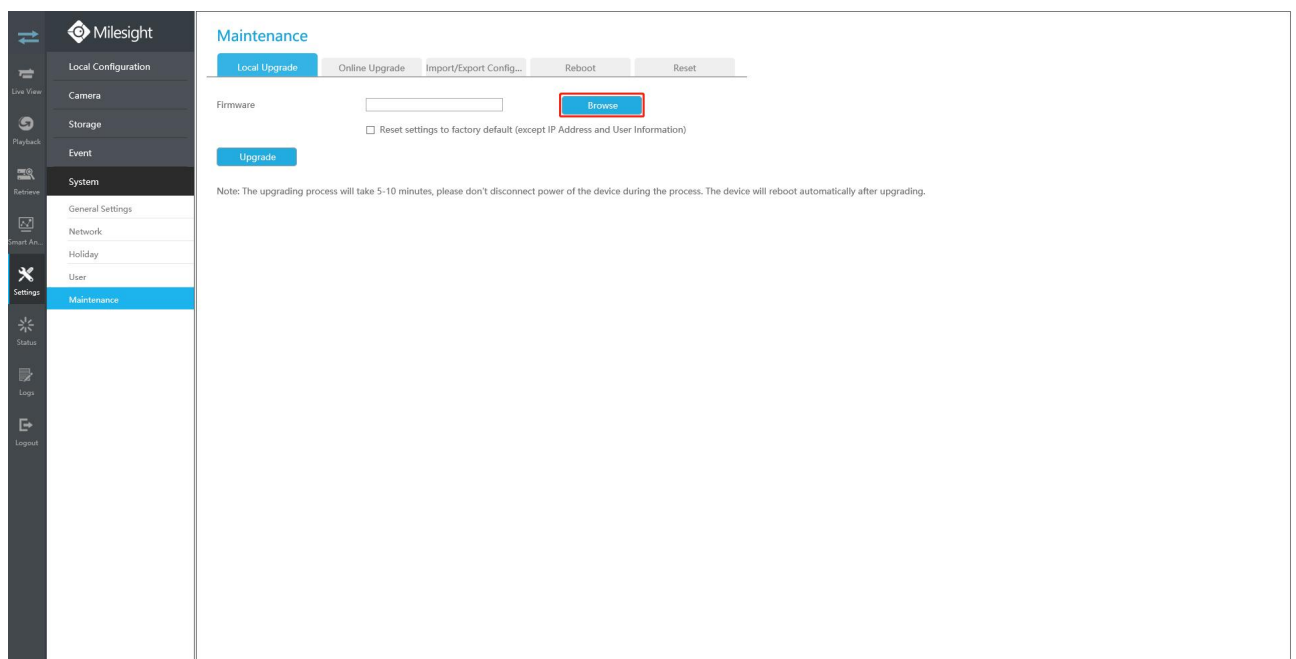 Live View
Playback
Retrieve
Smart An...
Settings
Status
Logs
Logout
Milesight
Local Configuration
Camera
Storage
Event
System
General Settings
Network
Holiday
User
Maintenance
Maintenance
Local Upgrade Online Upgrade Import/Export Config... Reboot Reset
Firmware Browse
Reset settings to factory default (except IP Address and User Information)
Upgrade
Note: The upgrading process will take 5-10 minutes, please don't disconnect power of the device during the process. The device will reboot automatically after upgrading.